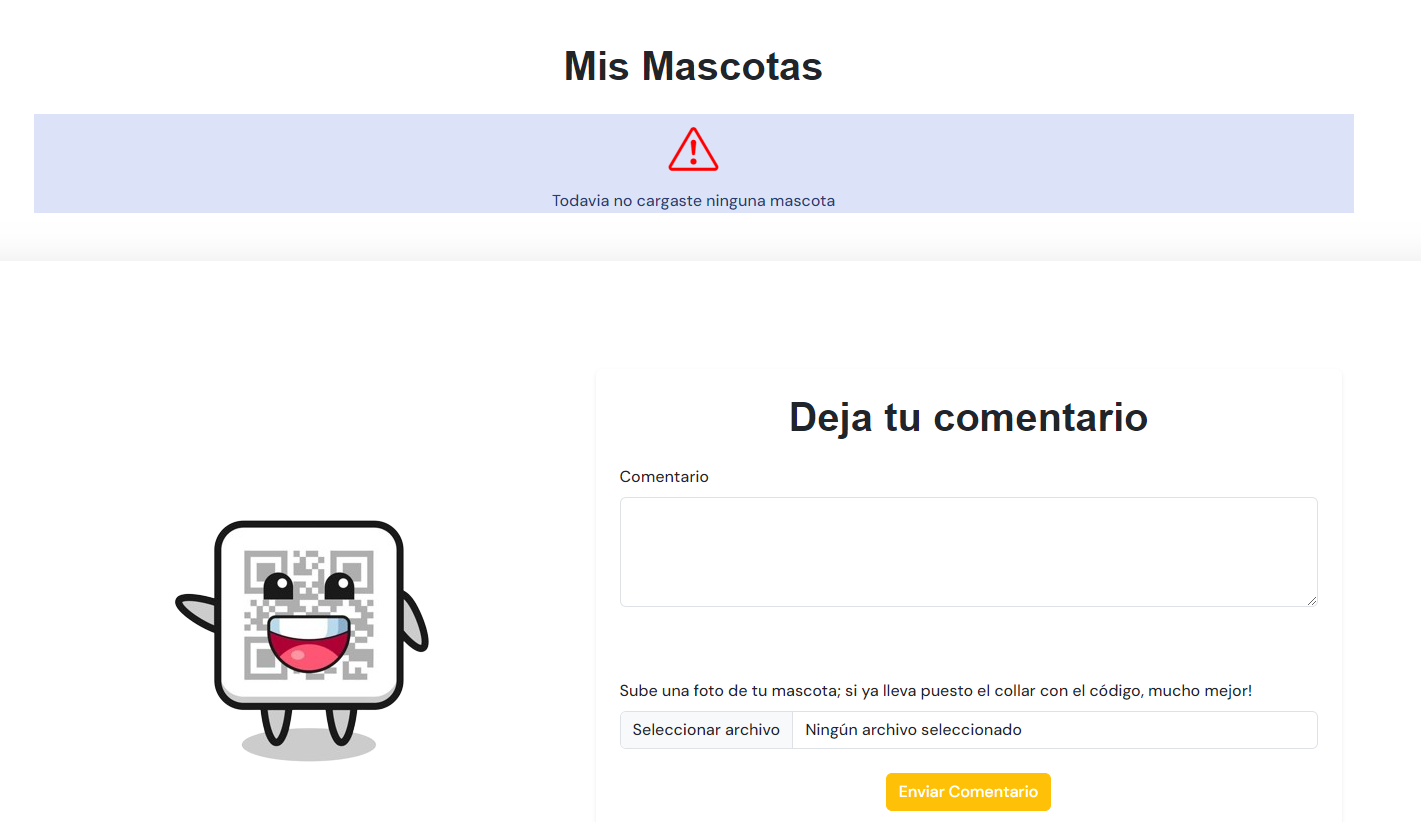 Mis Mascotas
Todavia no cargaste ninguna mascota
Deja tu comentario
Comentario
Sube una foto de tu mascota; si ya lleva puesto el collar con el código, mucho mejor!
Seleccionar archivo Ningún archivo seleccionado
Enviar Comentario